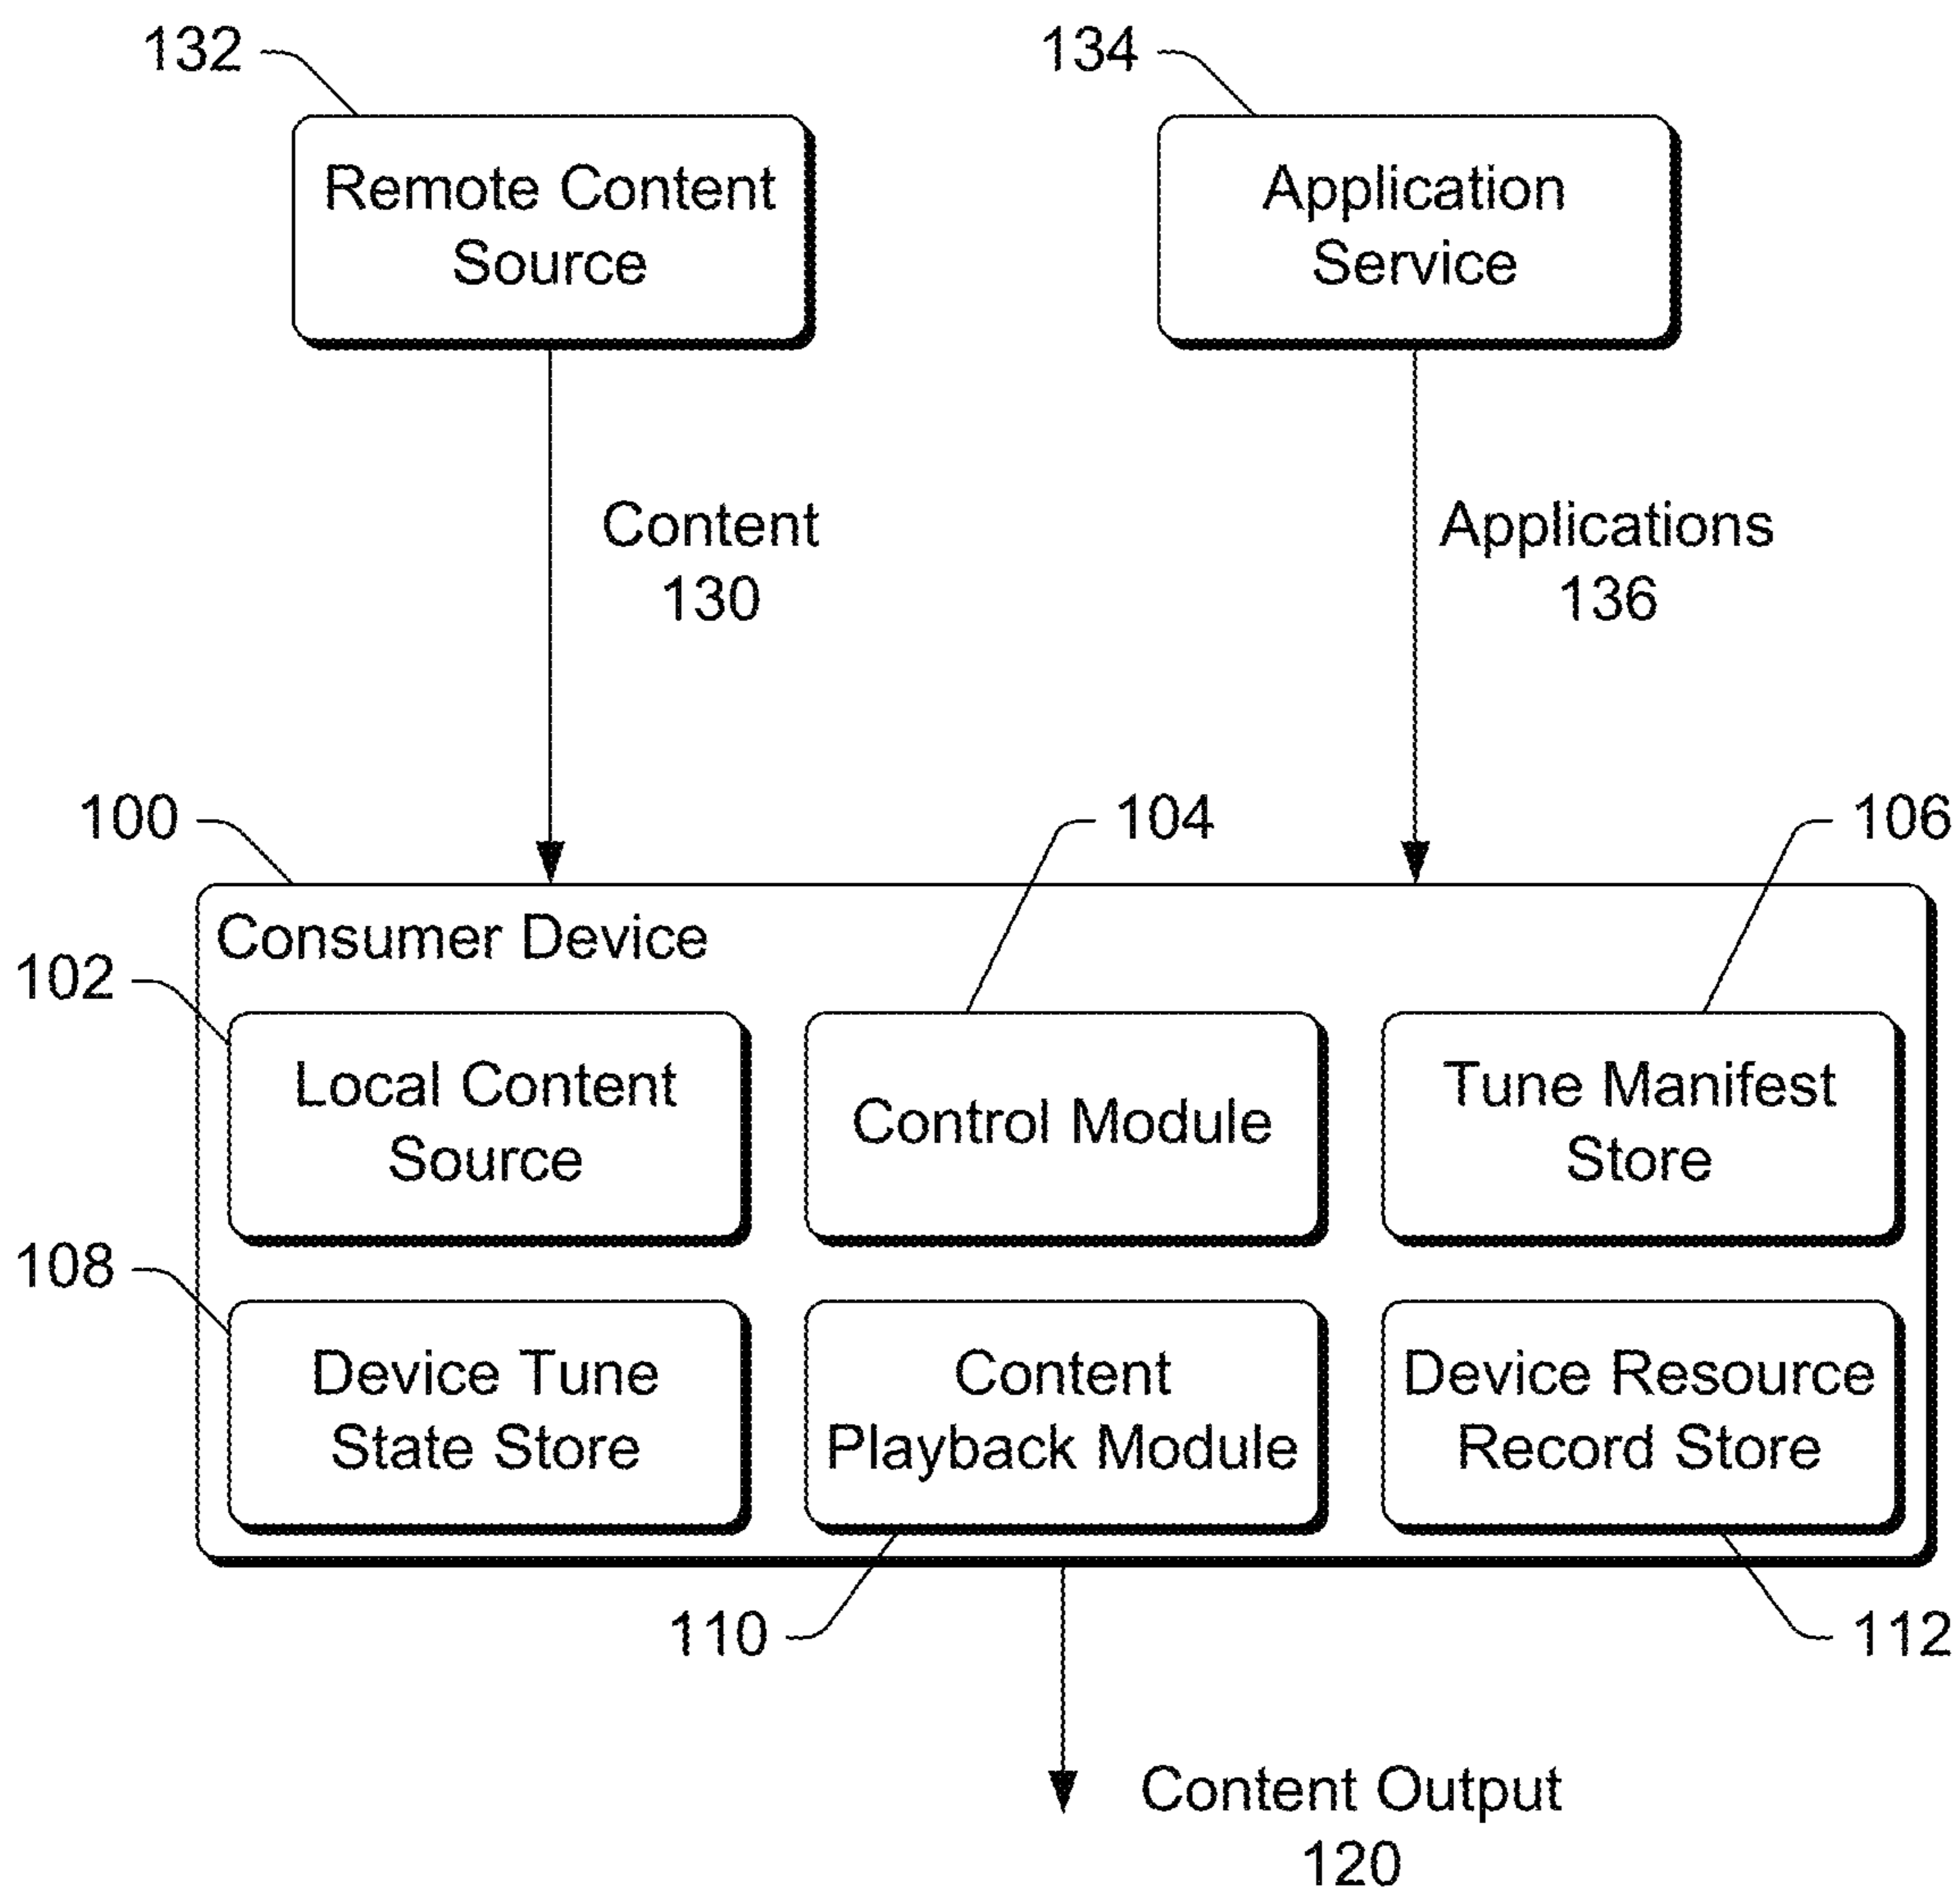 132
134
Remote Content
Source
Application
Service
Content
130
Applications
136
100
104
106
Consumer Device
102
Local Content
Source
Control Module
Tune Manifest
Store
108
Device Tune
State Store
Content
Playback Module
Device Resource
Record Store
110
112
Content Output
120